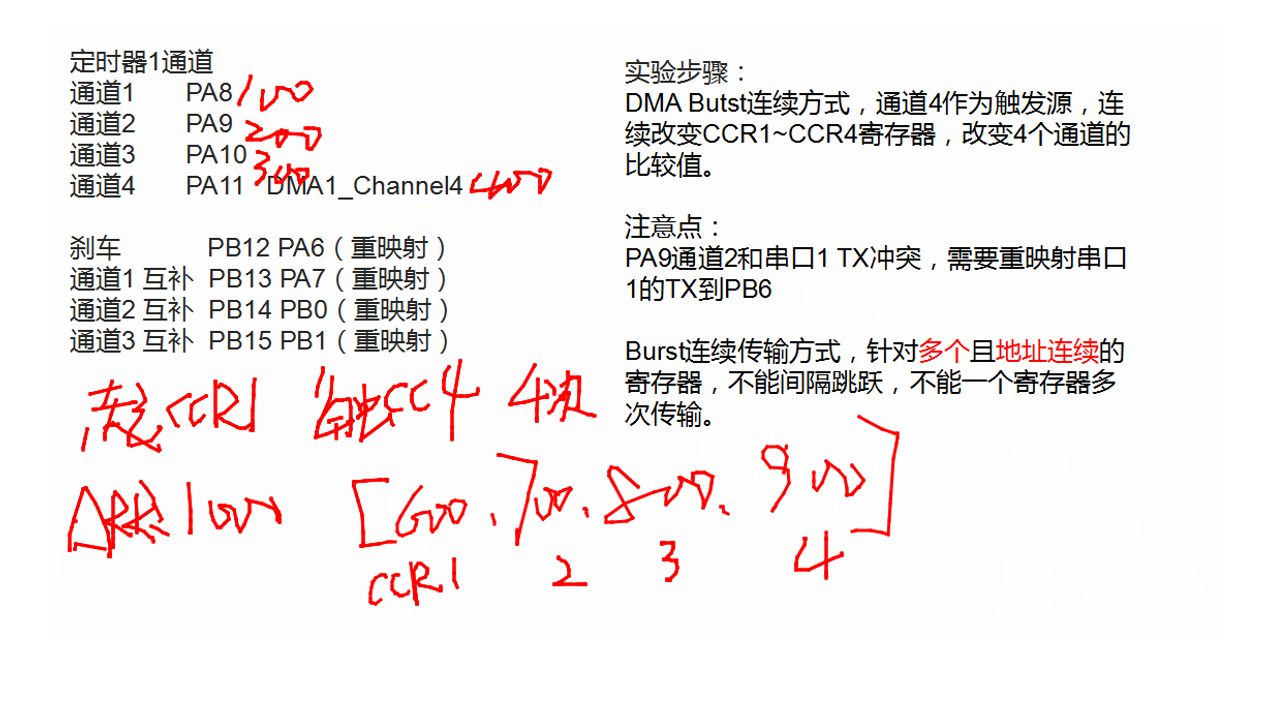 定时器1通道
通道1 PA8 100
通道2 PA9 200
通道3 PA10 300
通道4 PA11 DMA1_Channel4 400
刹车 PB12 PA6（重映射）
通道1 互补 PB13 PA7（重映射）
通道2 互补 PB14 PB0（重映射）
通道3 互补 PB15 PB1（重映射）
CCR1 触CC4 4次
ARR 1000 [600, 700, 800, 900]
CCR1 2 3 4
实验步骤：
DMA Butst连续方式，通道4作为触发源，连
续改变CCR1~CCR4寄存器，改变4个通道的
比较值。
注意点：
PA9通道2和串口1 TX冲突，需要重映射串口
1的TX到PB6
Burst连续传输方式，针对多个且地址连续的
寄存器，不能间隔跳跃，不能一个寄存器多
次传输。